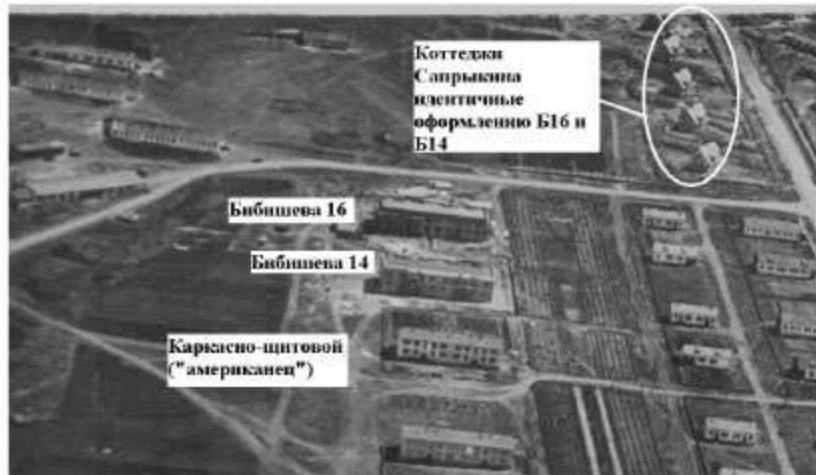 Коттеджи
Сапрыкина
идентичные
оформлению Б16 и
Б14
Бибишева 16
Бибишева 14
Каркасно-щитовой
("американец")